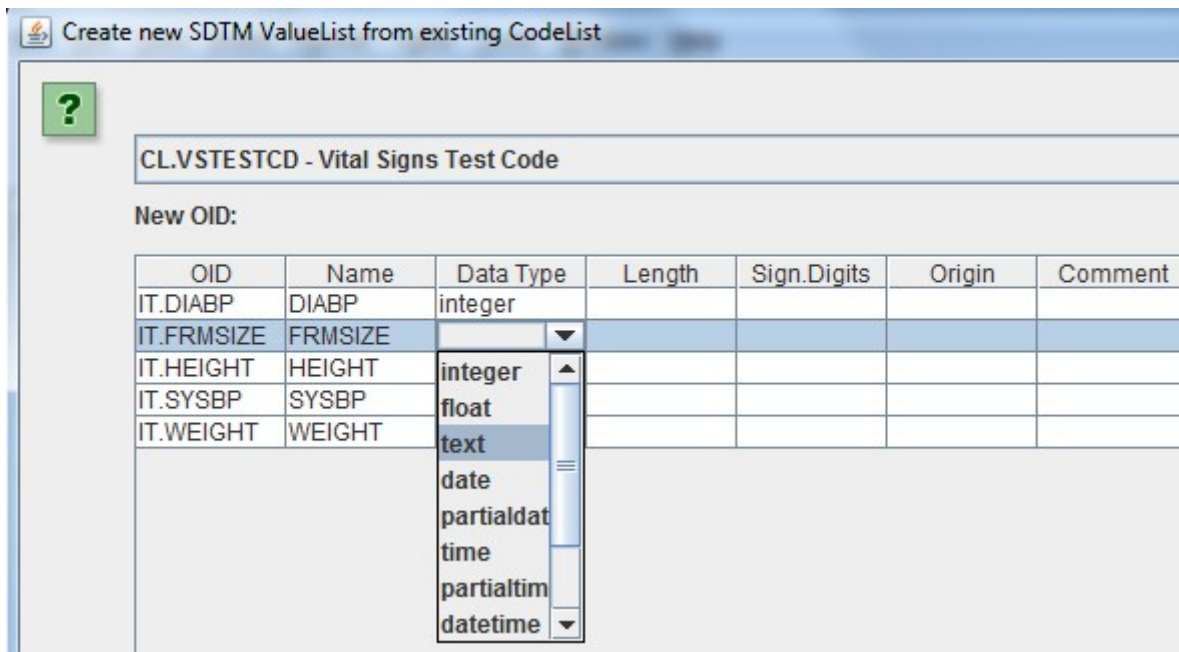 Create new SDTM ValueList from existing CodeList
?
CL.VSTESTCD - Vital Signs Test Code
New OID:
OID Name Data Type Length Sign.Digits Origin Comment
IT.DIABP DIABP integer
IT.FRMSIZE FRMSIZE
IT.HEIGHT HEIGHT
IT.SYSBP SYSBP
IT.WEIGHT WEIGHT
integer
float
text
date
partialdat
time
partialtim
datetime